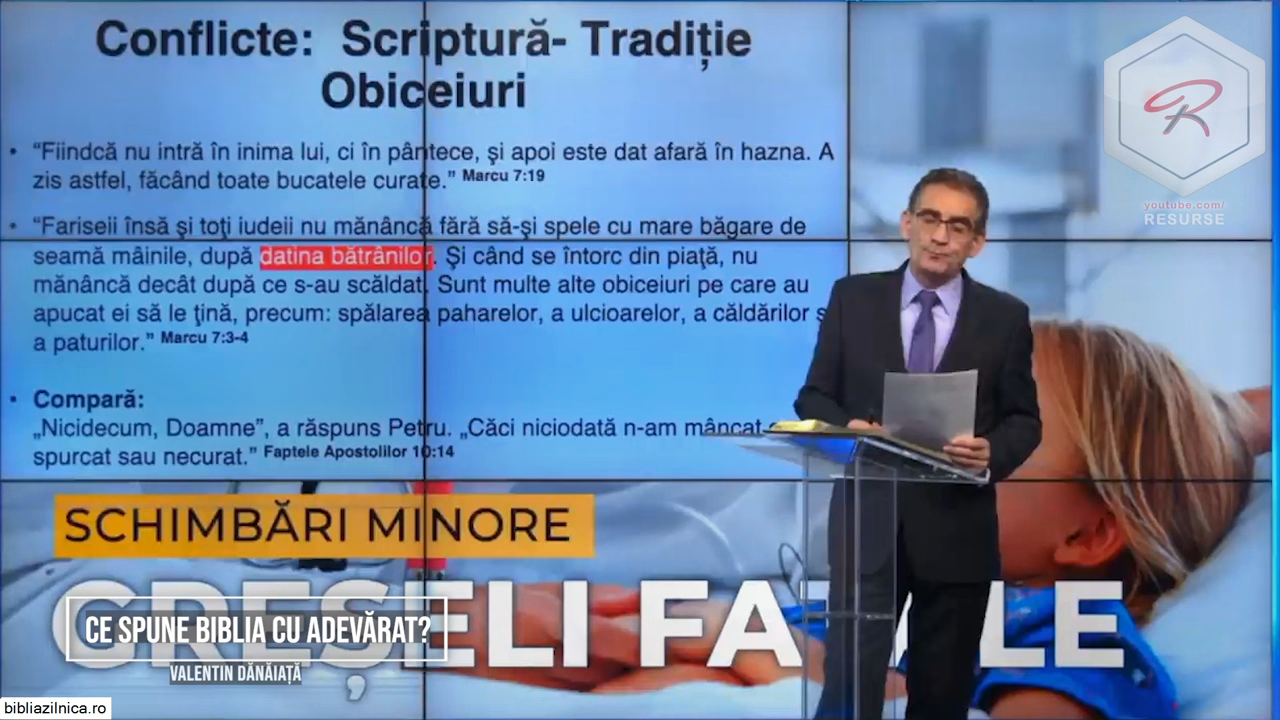 Conflicte: Scriptură- Tradiție
Obiceiuri
• “Fiindcă nu intră în inima lui, ci în pântece, şi apoi este dat afară în hazna. A
zis astfel, făcând toate bucatele curate.” Marcu 7:19
• “Fariseii însă şi toţi iudeii nu mănâncă fără să-şi spele cu mare băgare de
seamă mâinile, după datina bătrânilor. Şi când se întorc din piaţă, nu
mănâncă decât după ce s-au scăldat. Sunt multe alte obiceiuri pe care au
apucat ei să le ţină, precum: spălarea paharelor, a ulcioarelor, a căldărilor
a paturilor.” Marcu 7:3-4
• Compară:
„Nicidecum, Doamne”, a răspuns Petru. „Căci niciodată n-am mâncat
spurcat sau necurat.” Faptele Apostolilor 10:14
R
youtube.com/
RESURSE
SCHIMBĂRI MINORE
GREȘELI FA LE
CE SPUNE BIBLIA CU ADEVĂRAT?
VALENTIN DĂNĂIAȚĂ
bibliazilnica.ro